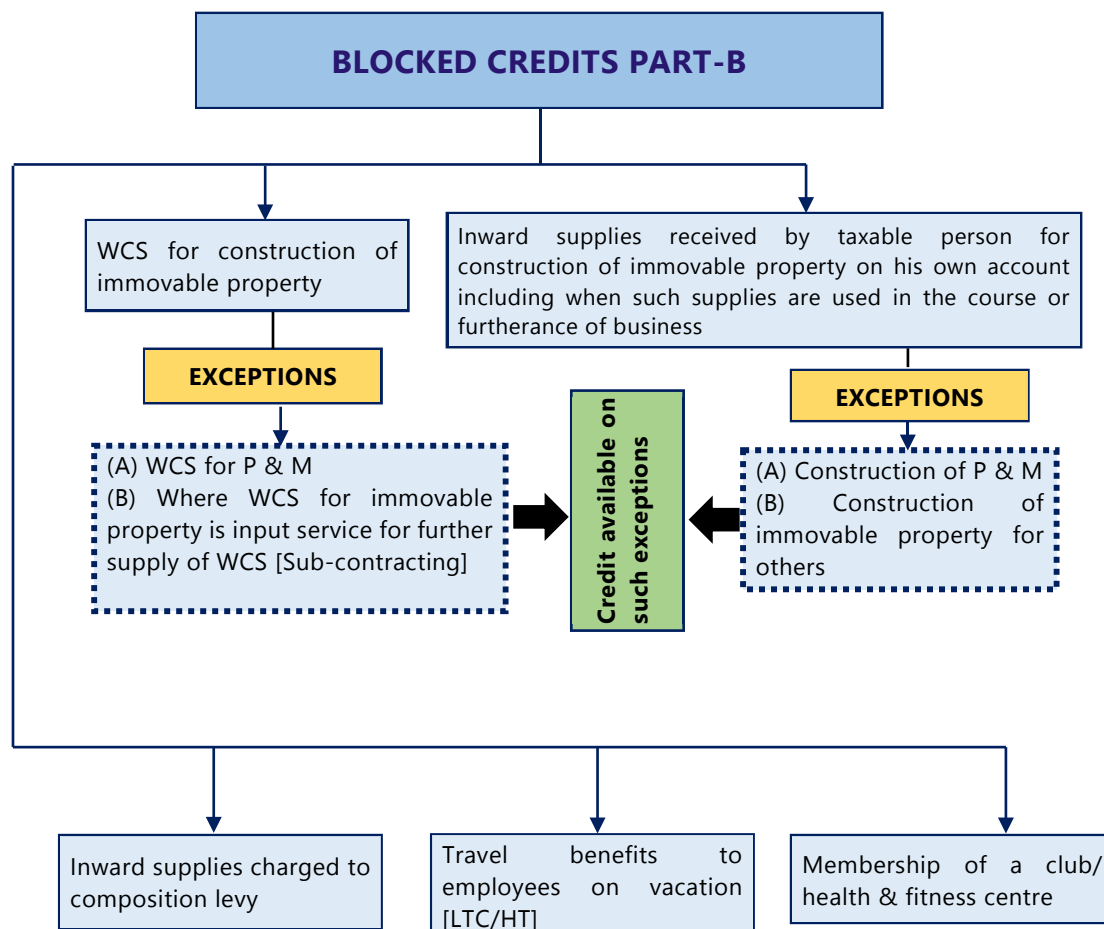 BLOCKED CREDITS PART-B
WCS for construction of
immovable property
Inward supplies received by taxable person for
construction of immovable property on his own account
including when such supplies are used in the course or
furtherance of business
EXCEPTIONS
EXCEPTIONS
(A) WCS for P & M
(B) Where WCS for immovable
property is input service for further
supply of WCS [Sub-contracting]
Credit available on
such exceptions
(A) Construction of P & M
(B) Construction of
immovable property for
others
Inward supplies charged to
composition levy
Travel benefits to
employees on vacation
[LTC/HT]
Membership of a club/
health & fitness centre